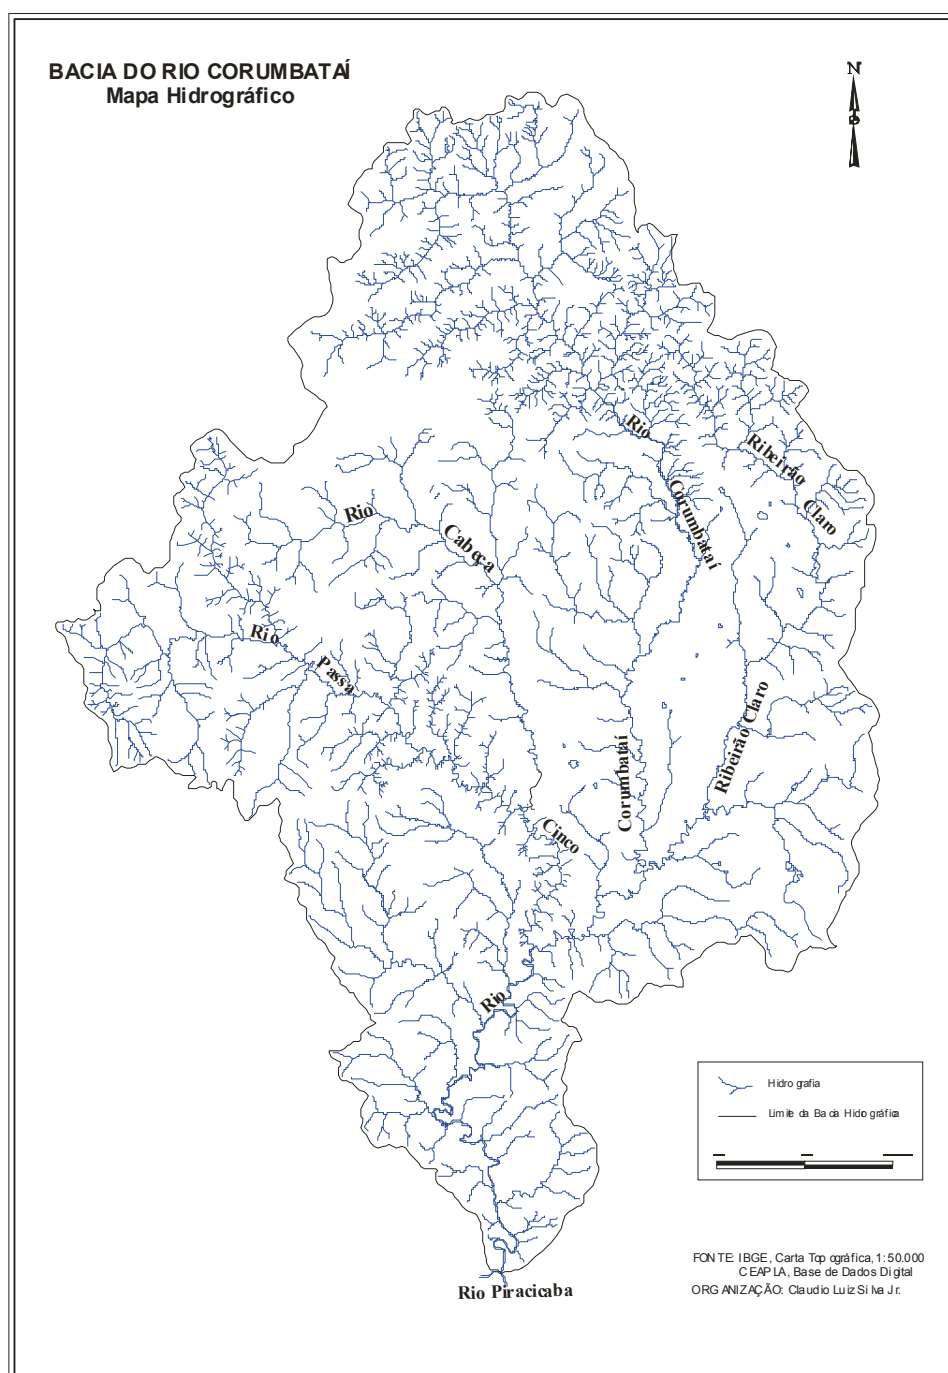 BACIA DO RIO CORUMBATAÍ
Mapa Hidrográfico
N
Rio
Corumbataí
Ribeirão
Claro
Rio
Cabeça
Rio
Passa
Cinco
Corumbataí
Ribeirão Claro
Rio
Rio Piracicaba
Hidrografia
Limite da Bacia Hidrográfica
FONTE: IBGE, Carta Topográfica, 1:50.000
CEAPLA, Base de Dados Digital
ORGANIZAÇÃO: Claudio Luiz Silva Jr.